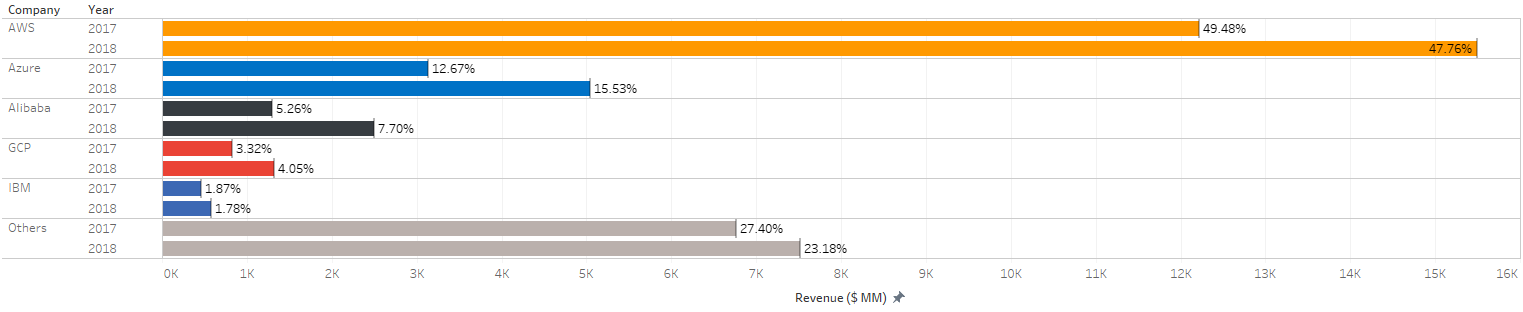 Company Year
AWS 2017 49.48%
2018 47.76%
Azure 2017 12.67%
2018 15.53%
Alibaba 2017 5.26%
2018 7.70%
GCP 2017 3.32%
2018 4.05%
IBM 2017 1.87%
2018 1.78%
Others 2017 27.40%
2018 23.18%
0K 1K 2K 3K 4K 5K 6K 7K 8K 9K 10K 11K 12K 13K 14K 15K 16K
Revenue ($ MM)